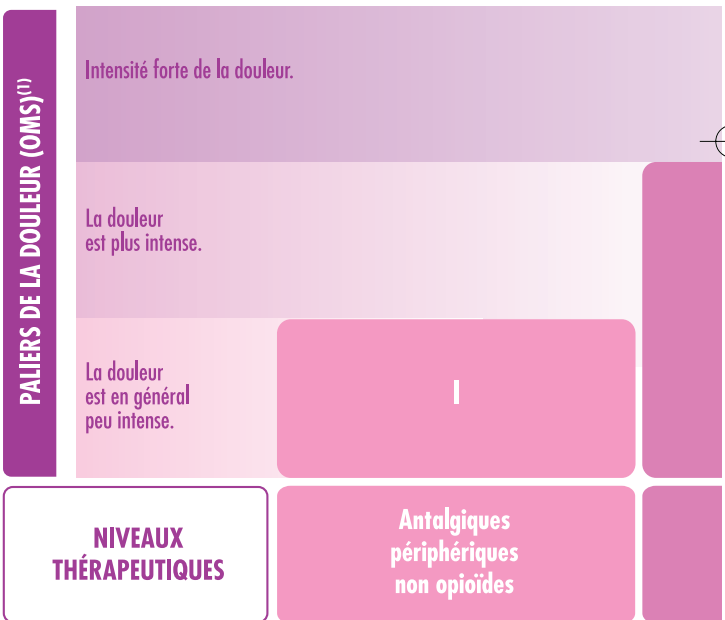 PALIERS DE LA DOULEUR (OMS)(1)
Intensité forte de la douleur.
La douleur
est plus intense.
La douleur
est en général
peu intense.
I
NIVEAUX
THÉRAPEUTIQUES
Antalgiques
périphériques
non opioïdes